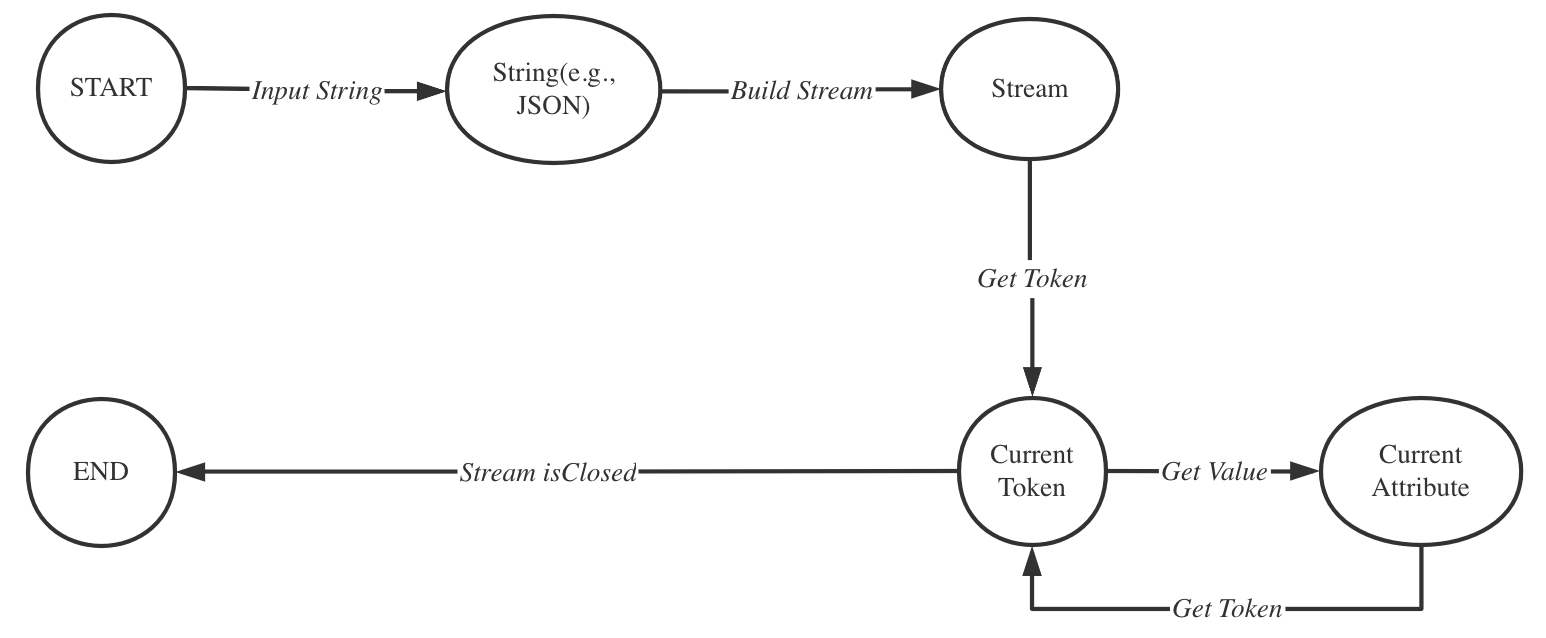 START
Input String
String(e.g.,
JSON)
Build Stream
Stream
Get Token
END
Stream isClosed
Current
Token
Get Value
Current
Attribute
Get Token